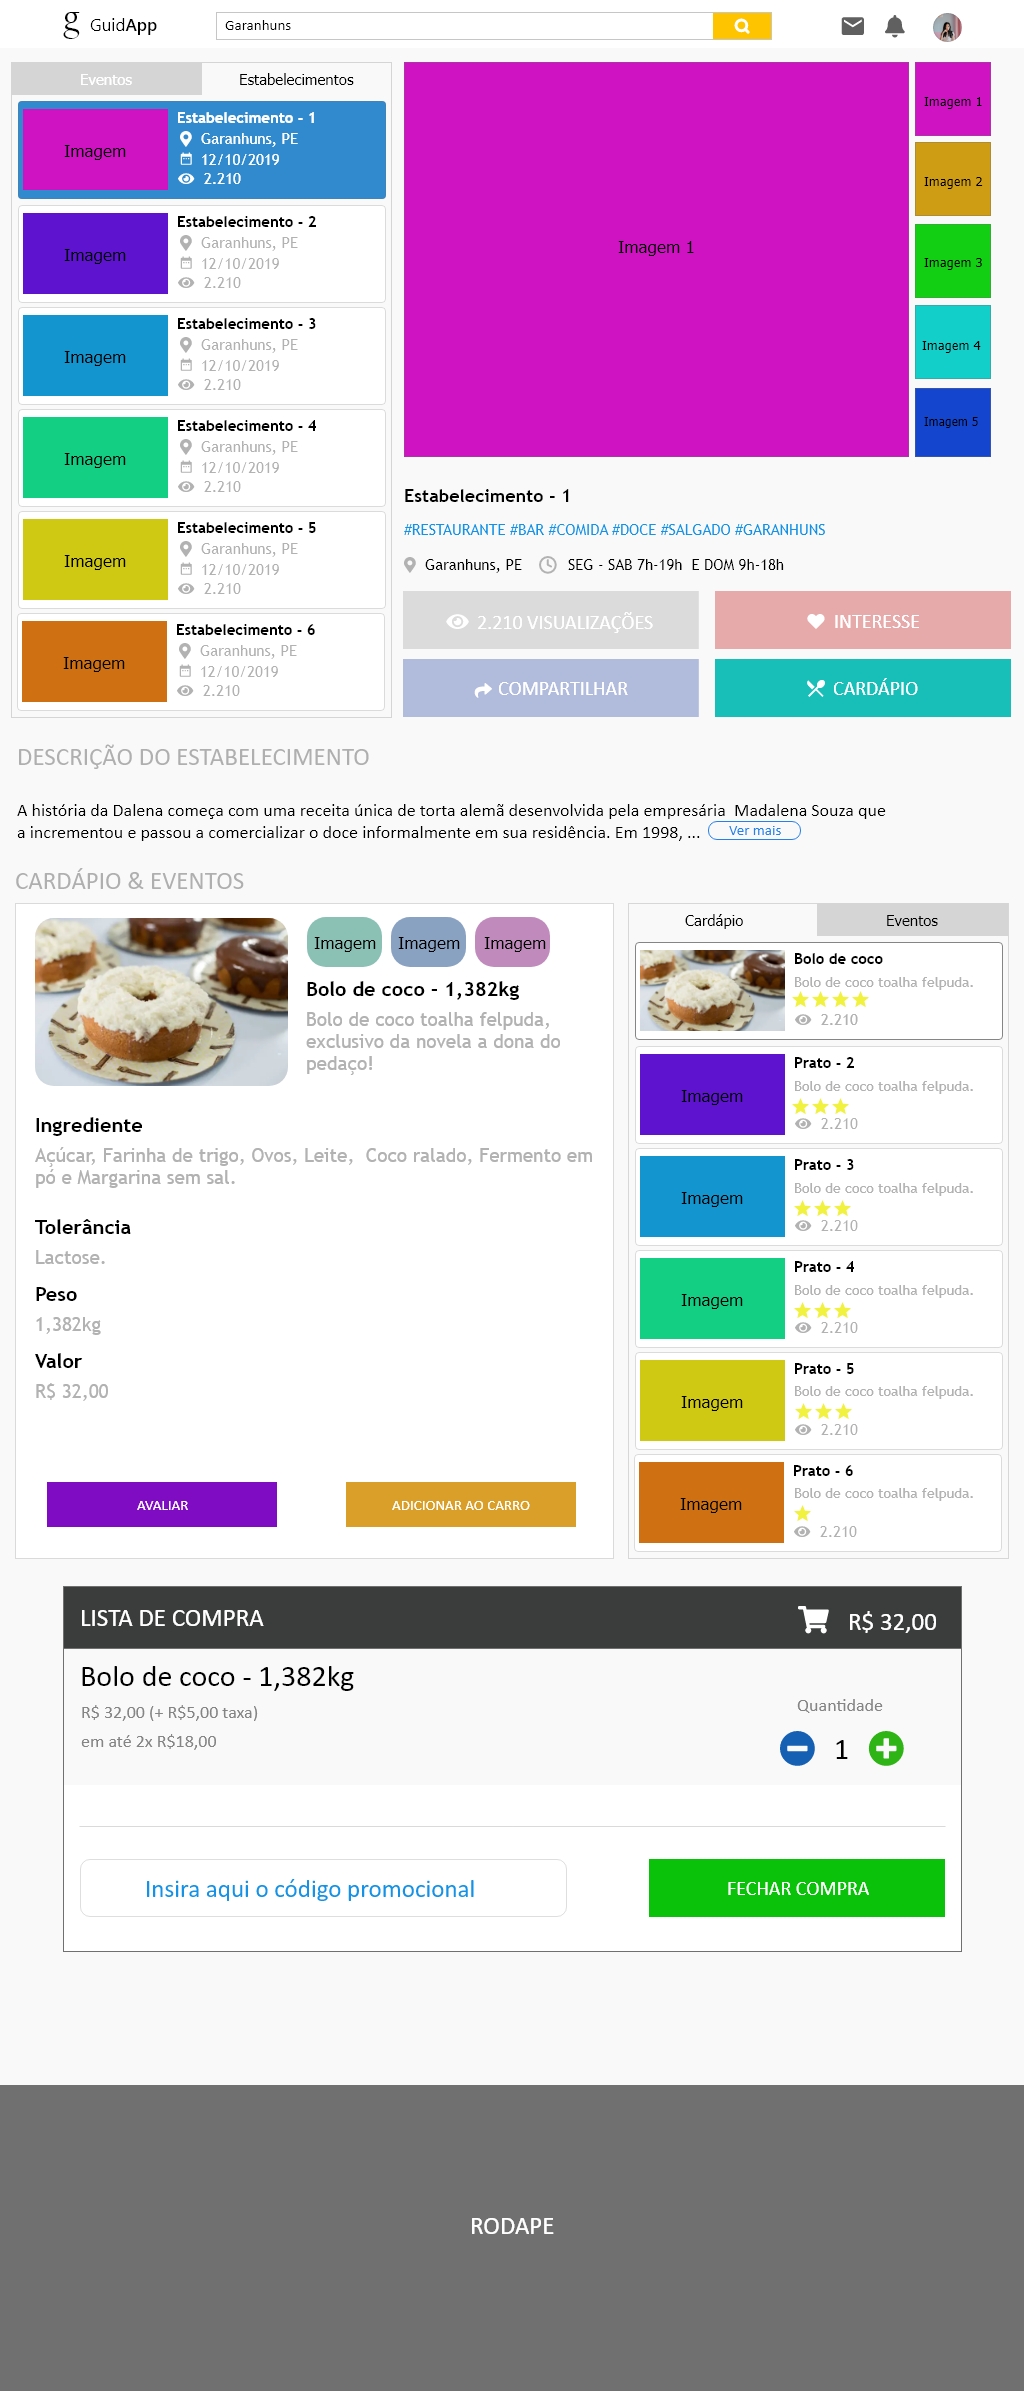 g GuidApp
Garanhuns
Eventos
Estabelecimentos
Imagem
Estabelecimento - 1
Garanhuns, PE
12/10/2019
2.210
Imagem
Estabelecimento - 2
Garanhuns, PE
12/10/2019
2.210
Imagem
Estabelecimento - 3
Garanhuns, PE
12/10/2019
2.210
Imagem
Estabelecimento - 4
Garanhuns, PE
12/10/2019
2.210
Imagem
Estabelecimento - 5
Garanhuns, PE
12/10/2019
2.210
Imagem
Estabelecimento - 6
Garanhuns, PE
12/10/2019
2.210
Imagem 1
Imagem 1
Imagem 2
Imagem 3
Imagem 4
Imagem 5
Estabelecimento - 1
#RESTAURANTE #BAR #COMIDA #DOCE #SALGADO #GARANHUNS
Garanhuns, PE SEG - SAB 7h-19h E DOM 9h-18h
2.210 VISUALIZAÇÕES
INTERESSE
COMPARTILHAR
CARDÁPIO
DESCRIÇÃO DO ESTABELECIMENTO
A história da Dalena começa com uma receita única de torta alemã desenvolvida pela empresária Madalena Souza que
a incrementou e passou a comercializar o doce informalmente em sua residência. Em 1998, ... Ver mais
CARDÁPIO & EVENTOS
Imagem
Imagem
Imagem
Bolo de coco - 1,382kg
Bolo de coco toalha felpuda,
exclusivo da novela a dona do
pedaço!
Ingrediente
Açúcar, Farinha de trigo, Ovos, Leite, Coco ralado, Fermento em
pó e Margarina sem sal.
Tolerância
Lactose.
Peso
1,382kg
Valor
R$ 32,00
AVALIAR
ADICIONAR AO CARRO
Cardápio
Eventos
Bolo de coco
Bolo de coco toalha felpuda.
2.210
Imagem
Prato - 2
Bolo de coco toalha felpuda.
2.210
Imagem
Prato - 3
Bolo de coco toalha felpuda.
2.210
Imagem
Prato - 4
Bolo de coco toalha felpuda.
2.210
Imagem
Prato - 5
Bolo de coco toalha felpuda.
2.210
Imagem
Prato - 6
Bolo de coco toalha felpuda.
2.210
LISTA DE COMPRA
R$ 32,00
Bolo de coco - 1,382kg
R$ 32,00 (+ R$5,00 taxa)
em até 2x R$18,00
Quantidade
1
Insira aqui o código promocional
FECHAR COMPRA
RODAPE